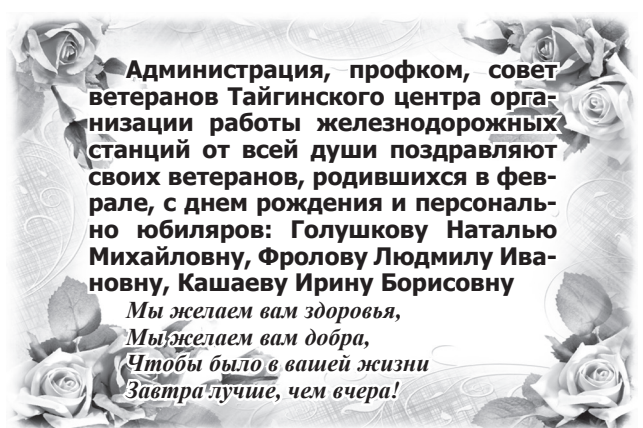 Администрация, профком, совет
ветеранов Тайгинского центра орга-
низации работы железнодорожных
станций от всей души поздравляют
своих ветеранов, родившихся в фев-
рале, с днем рождения и персональ-
но юбиляров: Голушкову Наталью
Михайловну, Фролову Людмилу Ива-
новну, Кашаеву Ирину Борисовну
Мы желаем вам здоровья,
Мы желаем вам добра,
Чтобы было в вашей жизни
Завтра лучше, чем вчера!